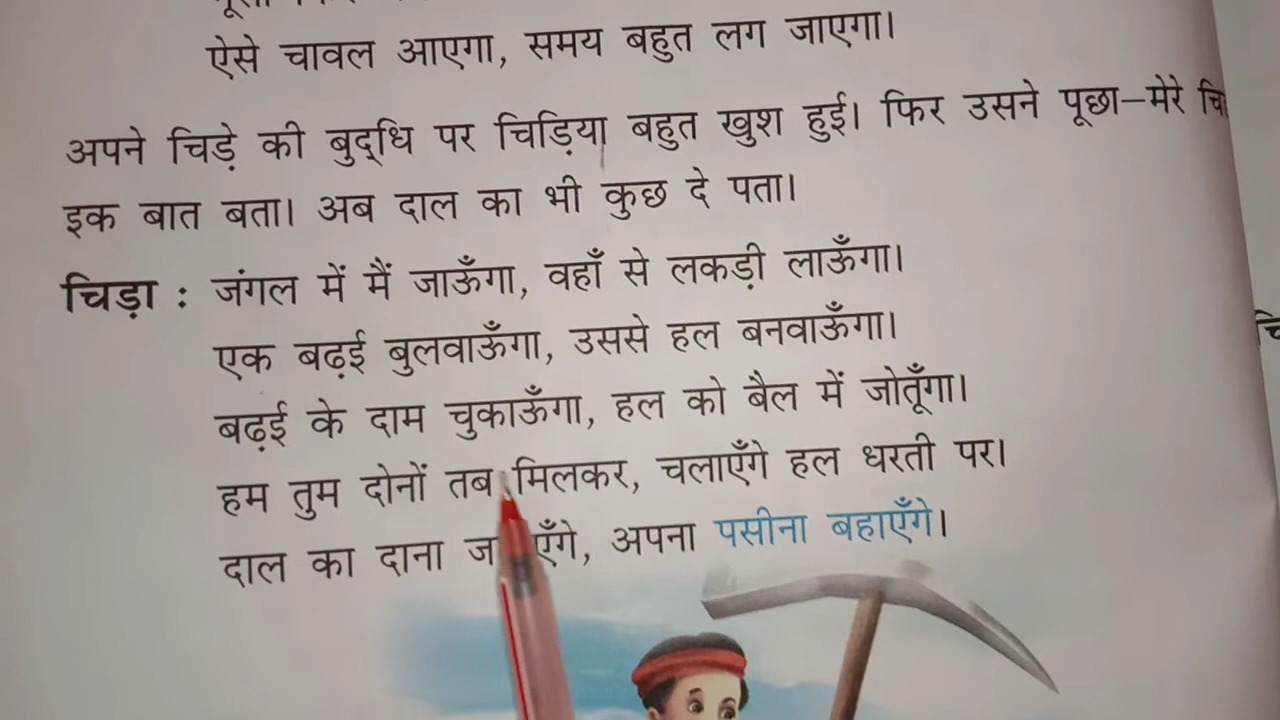 ऐसे चावल आएगा, समय बहुत लग जाएगा।
अपने चिड़े की बुद्धि पर चिड़िया बहुत खुश हुई। फिर उसने पूछा–मेरे
इक बात बता। अब दाल का भी कुछ दे पता।
चिड़ा : जंगल में मैं जाऊँगा, वहाँ से लकड़ी लाऊँगा।
एक बढ़ई बुलवाऊँगा, उससे हल बनवाऊँगा।
बढ़ई के दाम चुकाऊँगा, हल को बैल में जोतूँगा।
हम तुम दोनों तब मिलकर, चलाएँगे हल धरती पर।
दाल का दाना अपना पसीना बहाएँगे।